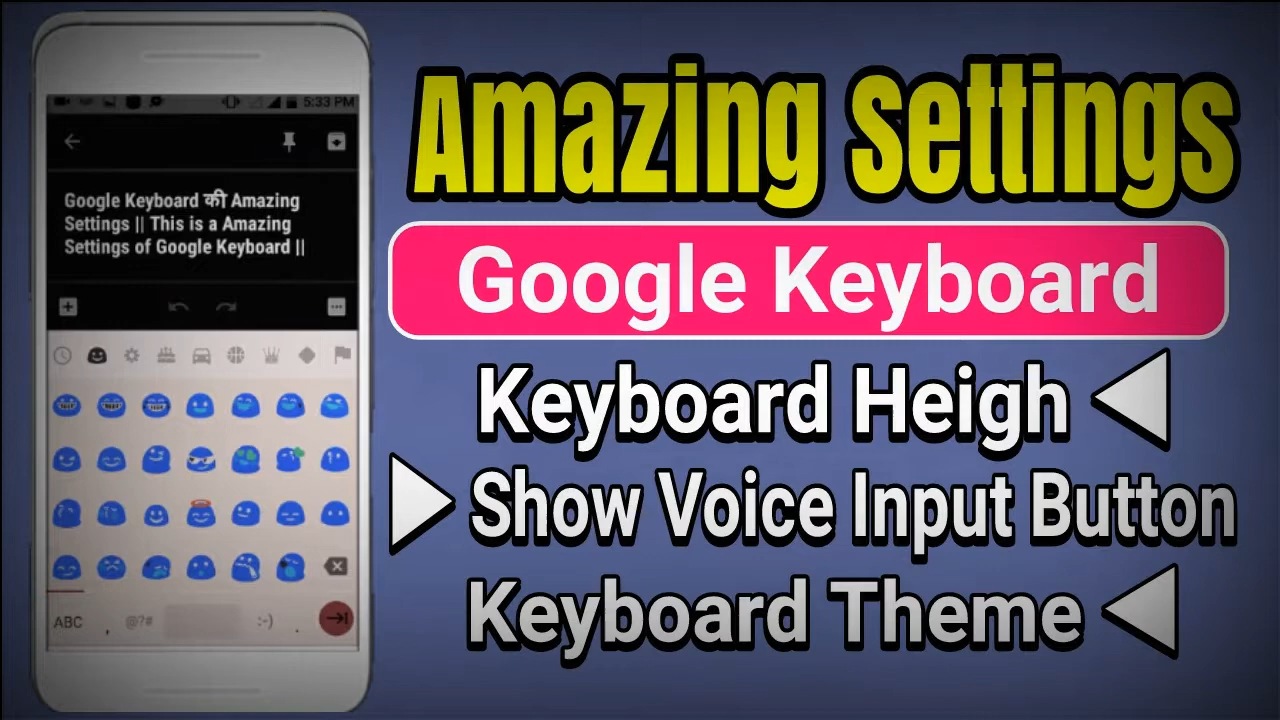 5:33 PM
Google Keyboard की Amazing
Settings || This is a Amazing
Settings of Google Keyboard ||
ABC , @?# :-) .
Amazing Settings
Google Keyboard
Keyboard Heigh
Show Voice Input Button
Keyboard Theme